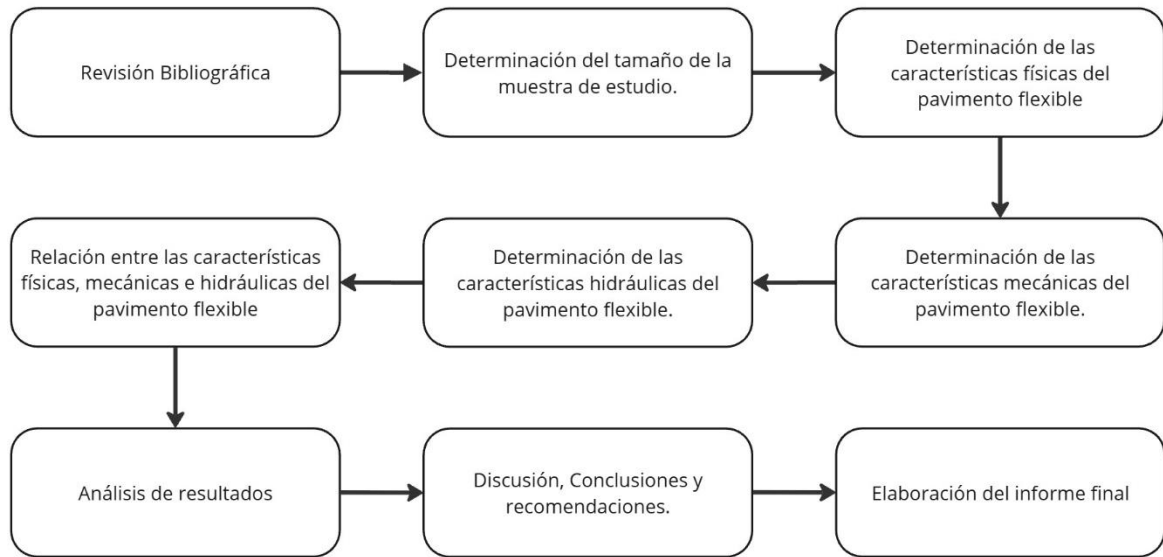 Revisión Bibliográfica
Determinación del tamaño de la
muestra de estudio.
Determinación de las
características físicas del
pavimento flexible
Determinación de las
características mecánicas del
pavimento flexible.
Determinación de las
características hidráulicas del
pavimento flexible.
Relación entre las características
físicas, mecánicas e hidráulicas del
pavimento flexible
Análisis de resultados
Discusión, Conclusiones y
recomendaciones.
Elaboración del informe final